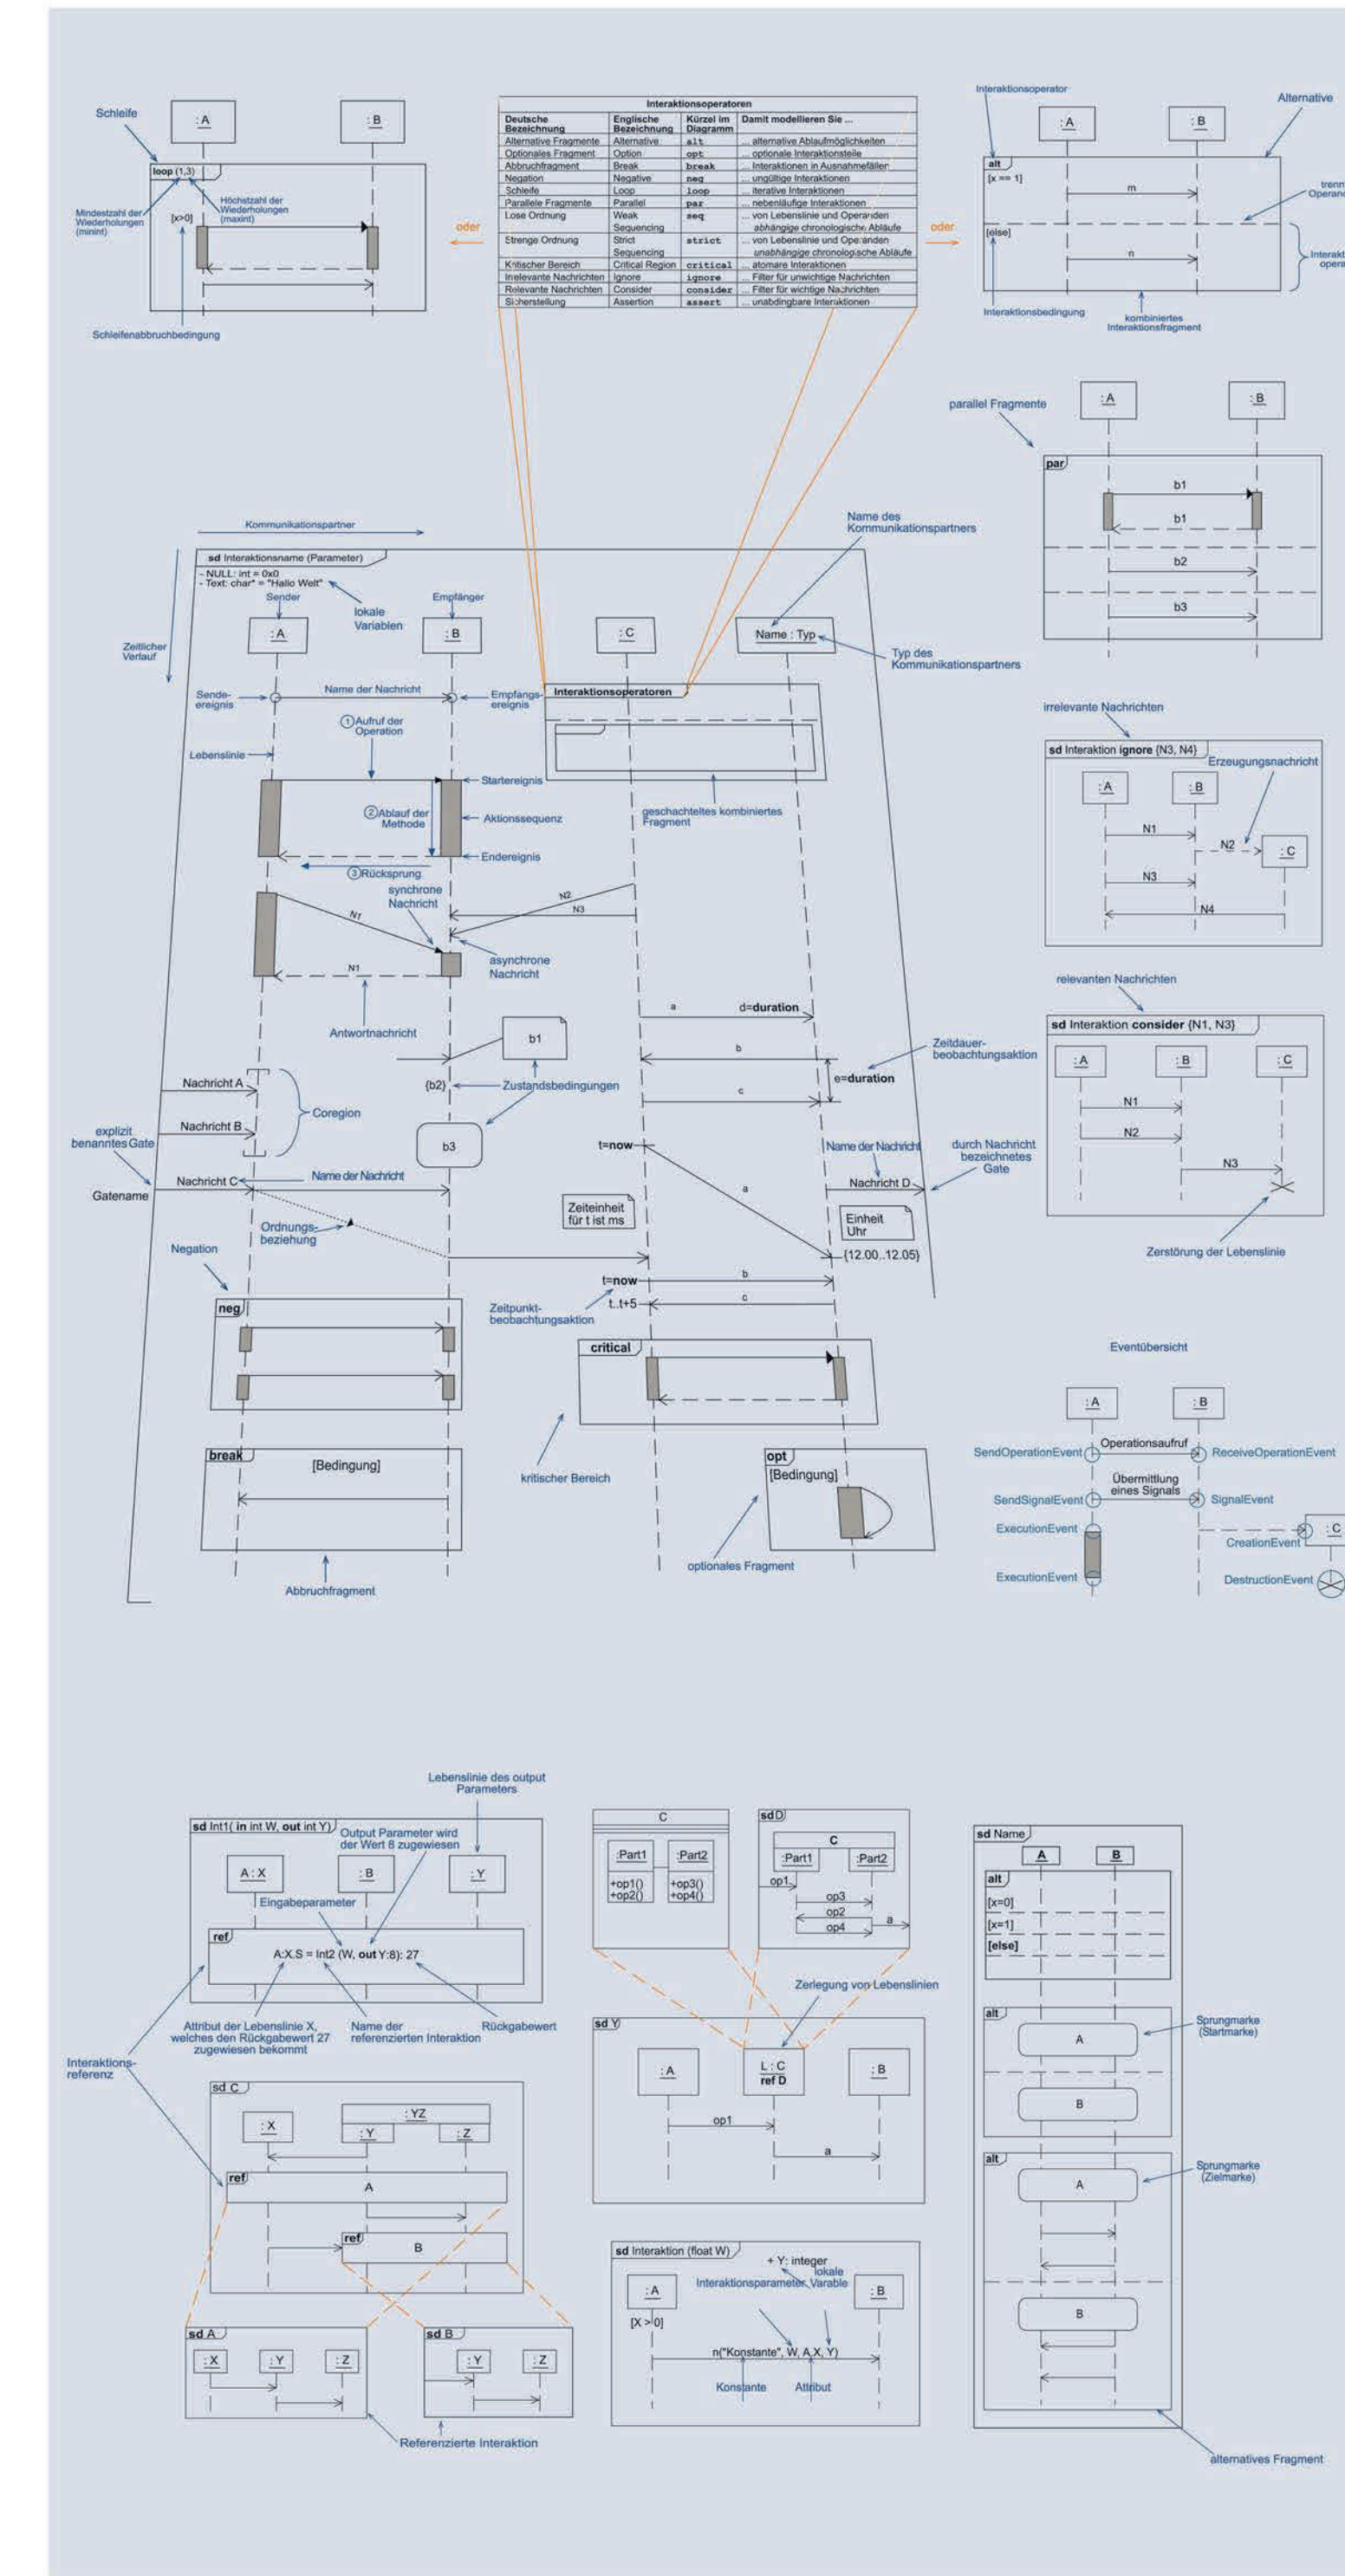 Schleife
: A
: B
loop (1,3)
Mindestzahl der
Wiederholungen
(minint)
Höchstzahl der
Wiederholungen
(maxint)
[x>0]
Schleifenabbruchbedingung
oder
Interaktionsoperatoren
Deutsche Bezeichnung Englische Bezeichnung Kürzel im Diagramm Damit modellieren Sie ...
Alternative Fragmente Alternative alt ... alternative Ablaufmöglichkeiten
Optionales Fragment Option opt ... optionale Interaktionsteile
Abbruchfragment Break break ... Interaktionen in Ausnahmefällen
Negation Negative neg ... ungültige Interaktionen
Schleife Loop loop ... iterative Interaktionen
Parallele Fragmente Parallel par ... nebenläufige Interaktionen
Lose Ordnung Weak Sequencing seq ... von Lebenslinie und Operanden abhängige chronologische Abläufe
Strenge Ordnung Strict Sequencing strict ... von Lebenslinie und Operanden unabhängige chronologische Abläufe
Kritischer Bereich Critical Region critical ... atomare Interaktionen
Irrelevante Nachrichten Ignore ignore ... Filter für unwichtige Nachrichten
Relevante Nachrichten Consider consider ... Filter für wichtige Nachrichten
Sicherstellung Assertion assert ... unabdingbare Interaktionen
oder
Interaktionsoperator
Alternative
: A
: B
alt
[x == 1]
m
[else]
n
Interaktionsbedingung
kombiniertes
Interaktionsfragment
parallel Fragmente
: A
: B
par
b1
b1
b2
b3
Kommunikationspartner
Zeitlicher
Verlauf
sd Interaktionsname (Parameter)
- NULL: int = 0x0
- Text: char* = "Hallo Welt"
lokale
Variablen
Sender
Empfänger
: A
: B
: C
Name : Typ
Name des
Kommunikationspartners
Typ des
Kommunikationspartners
Sende-
ereignis
Name der Nachricht
Empfangs-
ereignis
Interaktionsoperatoren
1 Aufruf der
Operation
Lebenslinie
Startereignis
2 Ablauf der
Methode
Aktionssequenz
Endereignis
3 Rücksprung
geschachteltes kombiniertes
Fragment
synchrone
Nachricht
N1
N2
N3
asynchrone
Nachricht
N1
Antwortnachricht
a
d=duration
b
e=duration
c
Zeitdauer-
beobachtungsaktion
b1
{b2}
Zustandsbedingungen
b3
Nachricht A
Nachricht B
Coregion
explizit
benanntes Gate
Nachricht C
Name der Nachricht
Gatename
Ordnungs-
beziehung
t=now
a
Name der Nachricht
Nachricht D
durch Nachricht
bezeichnetes
Gate
Zeiteinheit
für t ist ms
Einheit
Uhr
{12.00..12.05}
t=now
b
t..t+5
c
Zeitpunkt-
beobachtungsaktion
Negation
neg
critical
kritischer Bereich
break
[Bedingung]
Abbruchfragment
opt
[Bedingung]
optionales Fragment
irrelevante Nachrichten
sd Interaktion ignore {N3, N4}
Erzeugungsnachricht
: A
: B
N1
N2
: C
N3
N4
relevanten Nachrichten
sd Interaktion consider {N1, N3}
: A
: B
: C
N1
N2
N3
Zerstörung der Lebenslinie
Eventübersicht
: A
: B
SendOperationEvent
Operationsaufruf
ReceiveOperationEvent
SendSignalEvent
Übermittlung
eines Signals
SignalEvent
ExecutionEvent
: C
CreationEvent
ExecutionEvent
DestructionEvent
Lebenslinie des output
Parameters
sd Int1( in int W, out int Y)
Output Parameter wird
der Wert 8 zugewiesen
A : X
: B
: Y
Eingabeparameter
ref
A:X.S = Int2 (W, out Y:8): 27
Attribut der Lebenslinie X,
welches den Rückgabewert 27
zugewiesen bekommt
Name der
referenzierten Interaktion
Rückgabewert
Interaktions-
referenz
sd C
: X
: YZ
: Y
: Z
ref
A
ref
B
sd A
: X
: Y
: Z
sd B
: Y
: Z
Referenzierte Interaktion
C
:Part1
:Part2
+op1()
+op2()
+op3()
+op4()
sd D
C
:Part1
:Part2
op1
op3
op2
op4
a
Zerlegung von Lebenslinien
sd Y
: A
L : C
ref D
: B
op1
a
sd Interaktion (float W)
+ Y: integer
lokale
Interaktionsparameter Varable
: A
: B
[X > 0]
n("Konstante", W, A.X, Y)
Konstante
Attribut
sd Name
A
B
alt
[x=0]
[x=1]
[else]
alt
A
Sprungmarke
(Startmarke)
B
alt
A
Sprungmarke
(Zielmarke)
B
alternatives Fragment